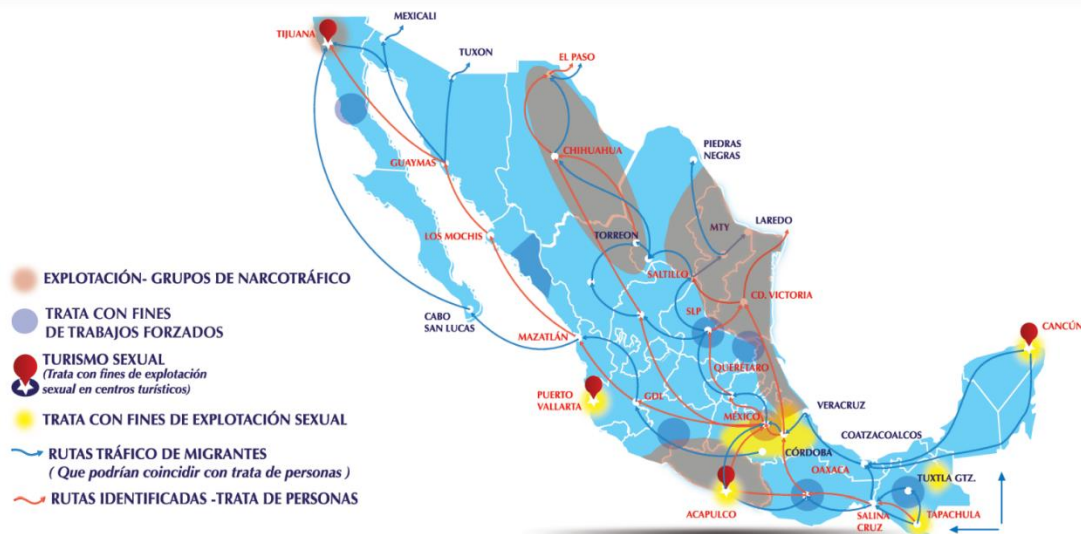 MEXICALI
TIJUANA
TUXON
EL PASO
PIEDRAS
NEGRAS
CHIHUAHUA
GUAYMAS
LAREDO
MTY
LOS MOCHIS
TORREON
SALTILLO
CD. VICTORIA
CABO
SAN LUCAS
SLP
MAZATLÁN
CANCÚN
QUERÉTARO
PUERTO
VALLARTA
GDL
MÉXICO
VERACRUZ
COATZACOALCOS
CÓRDOBA
OAXACA
TUXTLA GTZ.
ACAPULCO
SALINA
CRUZ
TAPACHULA
EXPLOTACIÓN- GRUPOS DE NARCOTRÁFICO
TRATA CON FINES
DE TRABAJOS FORZADOS
TURISMO SEXUAL
(Trata con fines de explotación
sexual en centros turísticos)
TRATA CON FINES DE EXPLOTACIÓN SEXUAL
RUTAS TRÁFICO DE MIGRANTES
( Que podrían coincidir con trata de personas )
RUTAS IDENTIFICADAS -TRATA DE PERSONAS